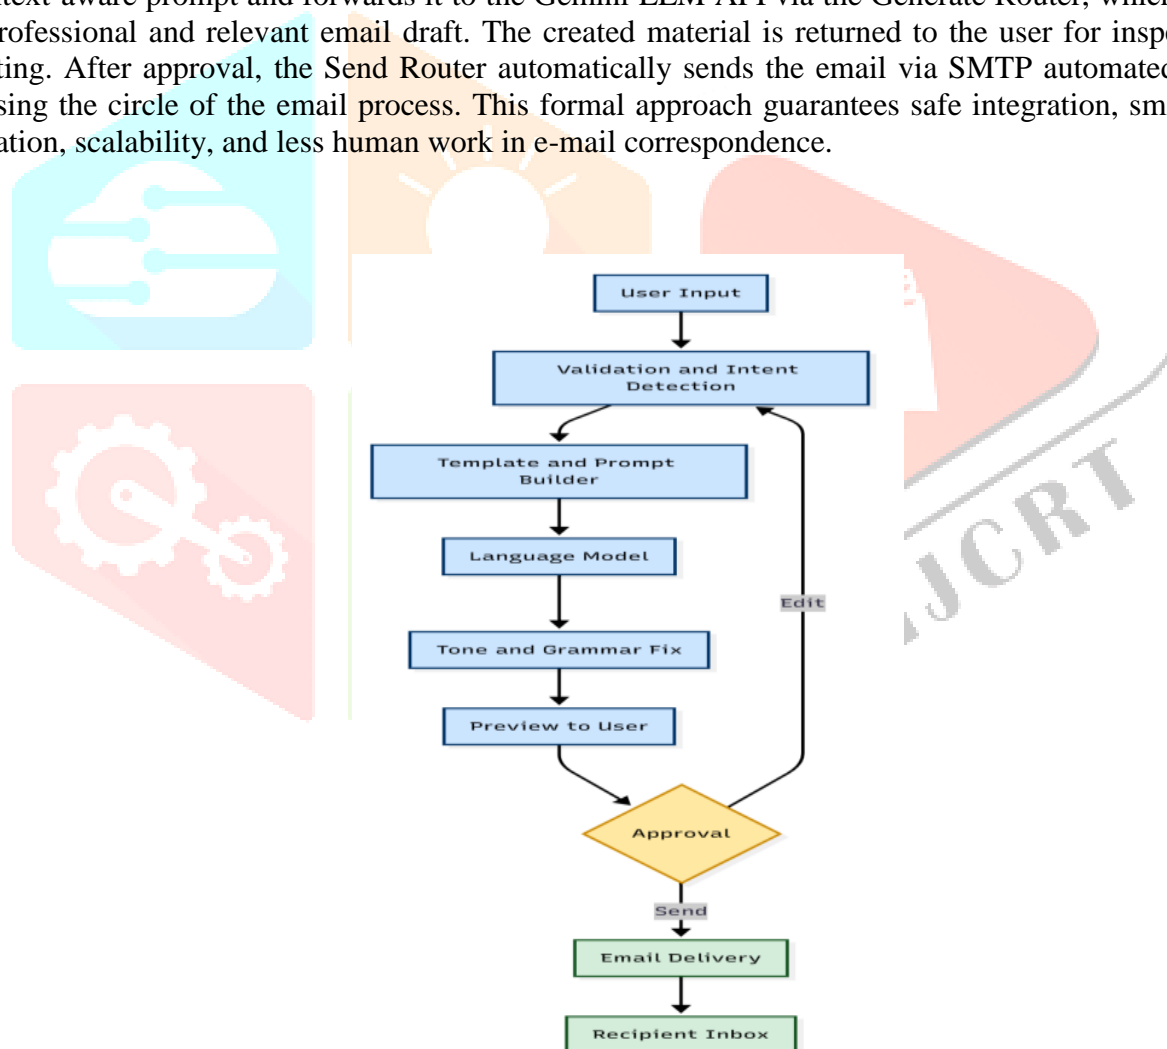 text-aware prompt and forwards it to the Gemini LLM API via the Generate Router, which
rofessional and relevant email draft. The created material is returned to the user for inspe
ting. After approval, the Send Router automatically sends the email via SMTP automated
sing the circle of the email process. This formal approach guarantees safe integration, sm
ation, scalability, and less human work in e-mail correspondence.
User Input
Validation and Intent
Detection
Template and Prompt
Builder
Language Model
Edit
Tone and Grammar Fix
Preview to User
Approval
Send
Email Delivery
Recipient Inbox
JCRT